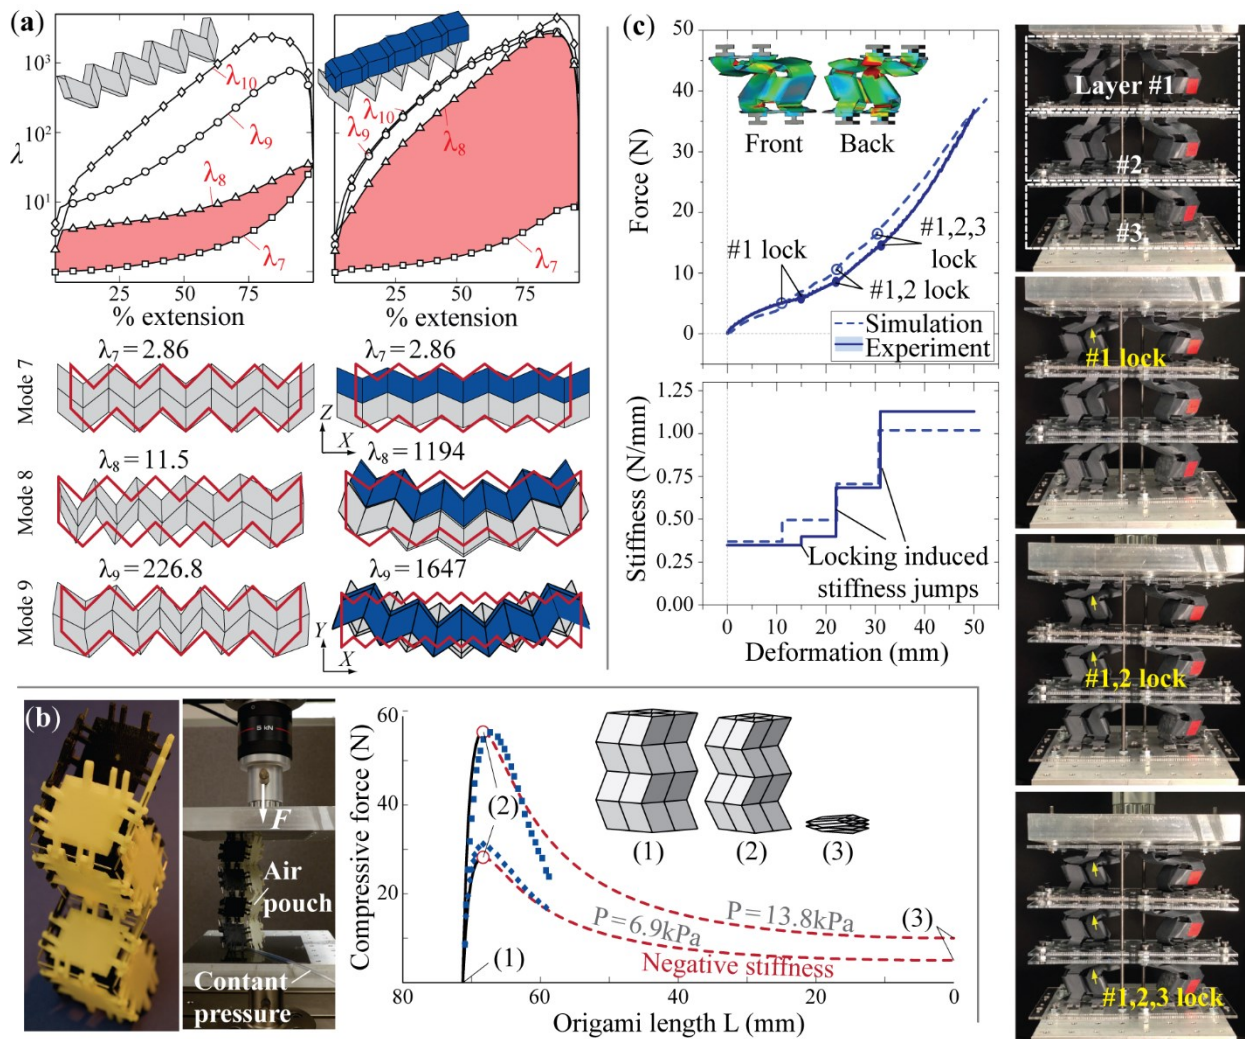 (a)
10³
10²
10¹
λ
λ₁₀
λ₉
λ₈
λ₇
25 50 75
% extension
λ₉
λ₁₀
λ₈
λ₇
25 50 75
% extension
Mode 7
λ₇ = 2.86
λ₇ = 2.86
Z
X
Mode 8
λ₈ = 11.5
λ₈ = 1194
Mode 9
λ₉ = 226.8
λ₉ = 1647
Y
X
(b)
5 kN
F
Air
pouch
Contant
pressure
Compressive force (N)
60
40
20
80 60 40 20 0
Origami length L (mm)
(1)
(2)
(3)
(1)
(2)
(3)
P = 13.8kPa
P = 6.9kPa
Negative stiffness
(c)
Force (N)
50
40
30
20
10
0
Front Back
#1 lock
#1,2,3
lock
#1,2 lock
Simulation
Experiment
Stiffness (N/mm)
1.25
1.00
0.75
0.50
0.25
0.00
Locking induced
stiffness jumps
0 10 20 30 40 50
Deformation (mm)
Layer #1
#2
#3
#1 lock
#1,2 lock
#1,2,3 lock